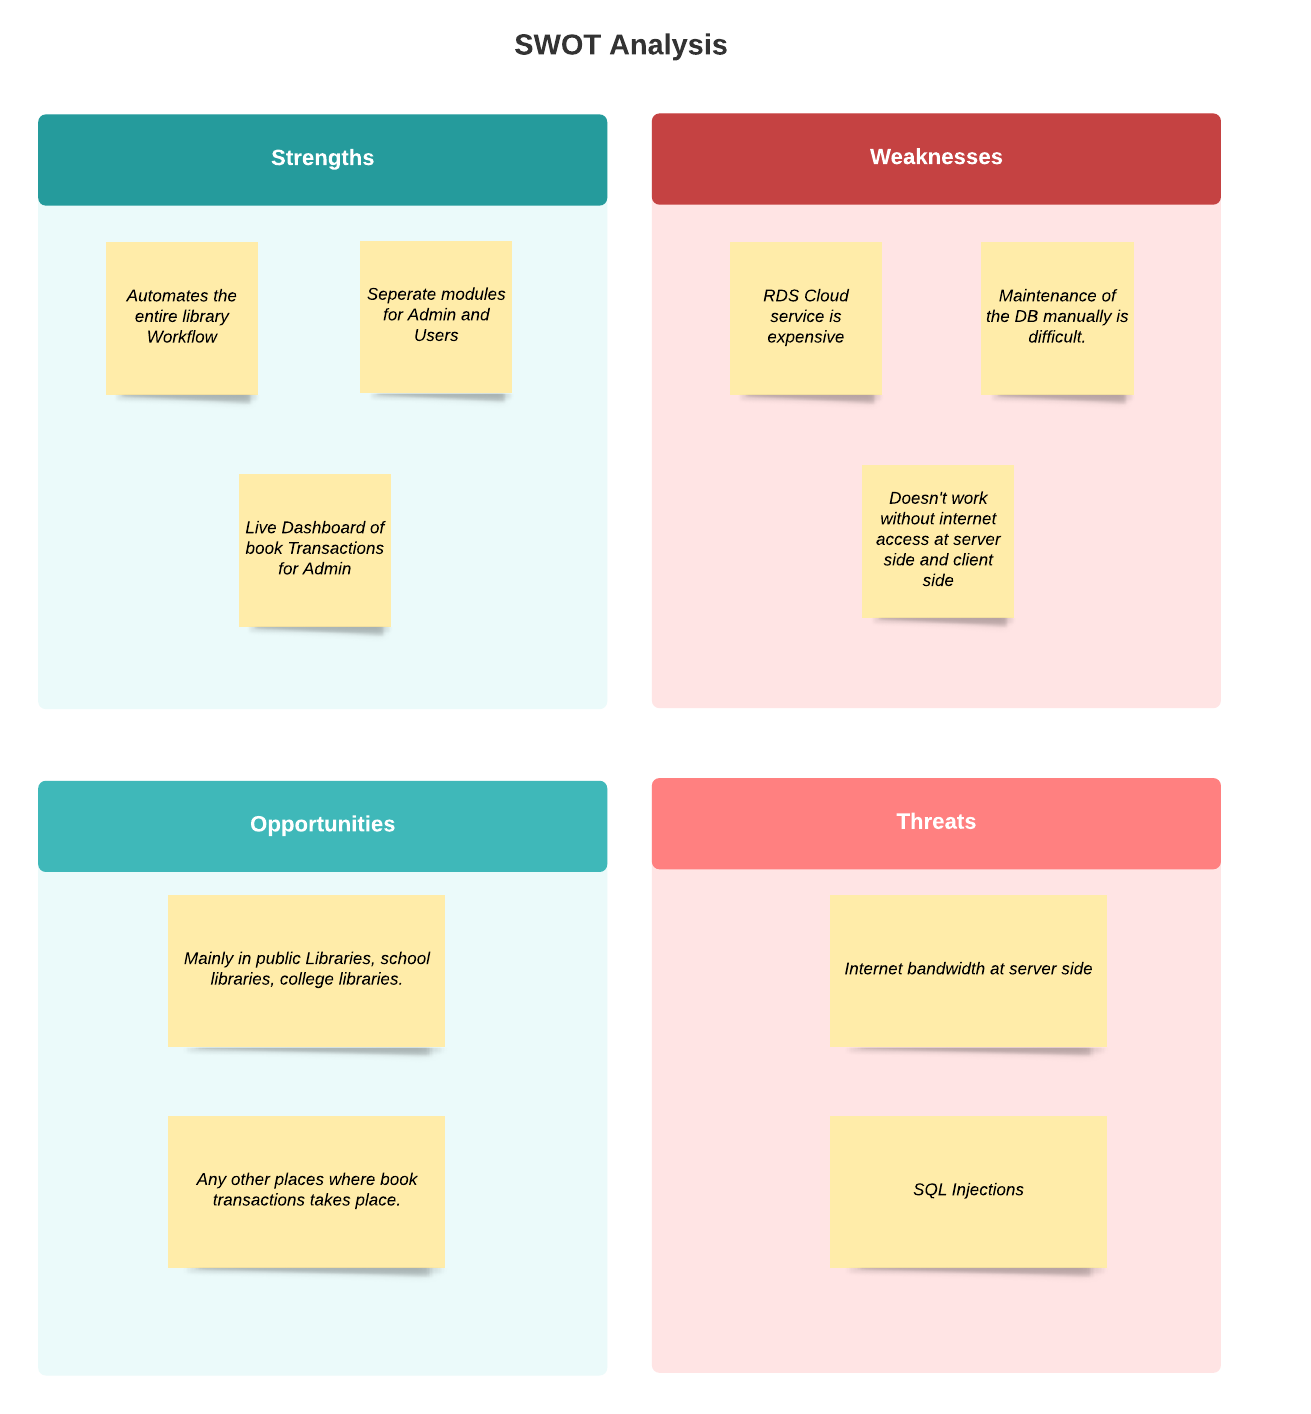 SWOT Analysis
Strengths
Automates the
entire library
Workflow
Seperate modules
for Admin and
Users
Live Dashboard of
book Transactions
for Admin
Weaknesses
RDS Cloud
service is
expensive
Maintenance of
the DB manually is
difficult.
Doesn't work
without internet
access at server
side and client
side
Opportunities
Mainly in public Libraries, school
libraries, college libraries.
Any other places where book
transactions takes place.
Threats
Internet bandwidth at server side
SQL Injections